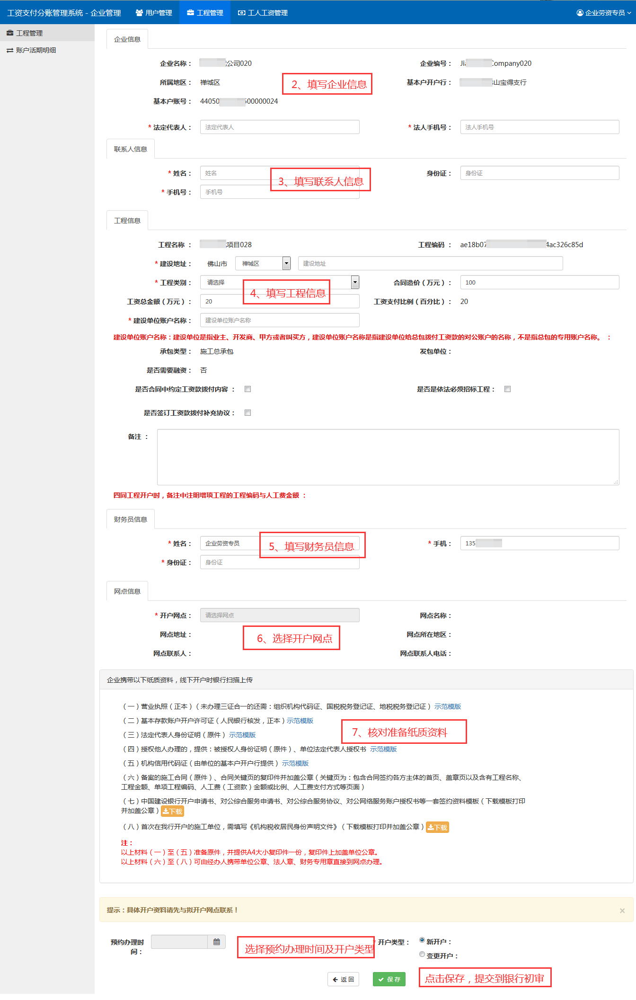 工资支付分账管理系统 - 企业管理 用户管理 工程管理 工人工资管理 企业劳资专员
工程管理
账户活期明细
企业信息
企业名称： 公司020 企业编号： Jia Company020
2、填写企业信息
所属地区： 禅城区 基本户开户行： 山宝得支行
基本户账号： 44050 500000024
* 法定代表人： 法定代表人 * 法人手机号： 法人手机号
联系人信息
* 姓名： 姓名 身份证： 身份证
3、填写联系人信息
* 手机号： 手机号
工程信息
工程名称 ： 项目028 工程编码 ： ae18b07 4ac326c85d
* 建设地址： 佛山市 禅城区 建设地址
* 工程类别： 请选择 合同造价（万元）： 100
4、填写工程信息
工资总金额（万元）： 20 工资支付比例（百分比）： 20
* 建设单位账户名称： 建设单位账户名称
建设单位账户名称：建设单位是指业主、开发商、甲方或者叫买方，建设单位账户名称是指建设单位给总包拨付工资款的对公账户的名称，不是指总包的专用账户名称。 ：
承包类型： 施工总承包 发包单位：
是否需要融资： 否
是否合同中约定工资款拨付内容 ： 是否是依法必须招标工程：
是否签订工资款拨付补充协议：
备注 ：
四同工程开户时，备注中注明增项工程的工程编码与人工费金额 ：
财务员信息
* 姓名： 企业劳资专员 * 手机： 135
5、填写财务员信息
* 身份证： 身份证
网点信息
* 开户网点： 请选择网点 网点名称：
网点地址： 网点所在地区：
6、选择开户网点
网点联系人： 网点联系人电话：
企业携带以下纸质资料，线下开户时银行扫描上传
（一）营业执照（正本）（未办理三证合一的还需：组织机构代码证、国税税务登记证、地税税务登记证） 示范模版
（二）基本存款账户开户许可证（人民银行核发，正本）示范模版
7、核对准备纸质资料
（三）法定代表人身份证明（原件） 示范模版
（四）授权他人办理的，提供：被授权人身份证明（原件）、单位法定代表人授权书 示范模版
（五）机构信用代码证（由单位的基本户开户行提供） 示范模版
（六）备案的施工合同（原件）、合同关键页的复印件并加盖公章（关键页为：包含合同签约各方主体的首页、盖章页以及含有工程名称、
工程金额、单项工程编码、人工费（工资款）金额或比例、人工费支付方式等页面）
（七）中国建设银行开户申请书、对公综合服务申请书、对公综合服务协议、对公网络服务账户授权书等一套签约资料模板（下载模板打印
并加盖公章） 下载
（八）首次在我行开户的施工单位，需填写《机构税收居民身份声明文件》（下载模板打印并加盖公章） 下载
注：
以上材料（一）至（五）准备原件，并提供A4大小复印件一份，复印件上加盖单位公章。
以上材料（六）至（八）可由经办人携带单位公章、法人章、财务专用章直接到网点办理。
提示：具体开户资料请先与拟开户网点联系！ ×
预约办理时
间： * 开户类型： 新开户：
选择预约办理时间及开户类型
变更开户：
返 回 保 存 点击保存，提交到银行初审